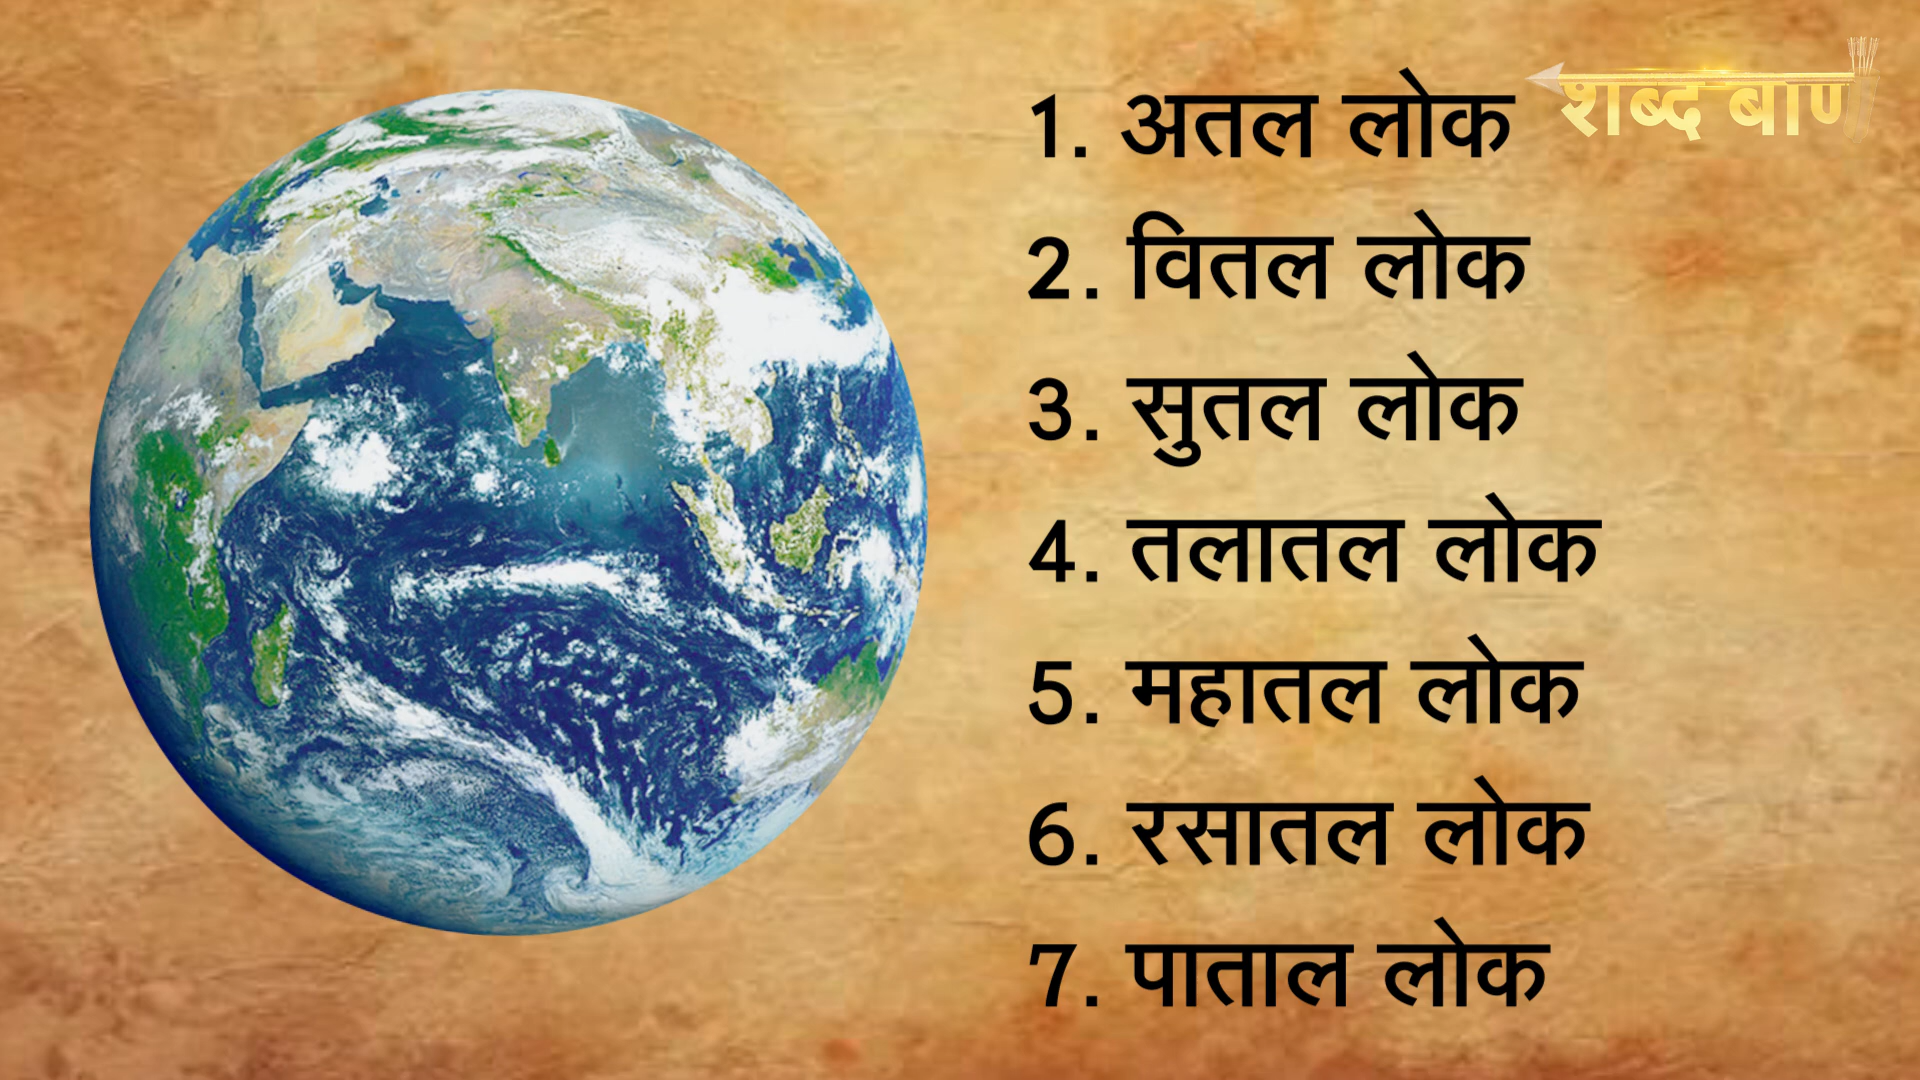 शब्द बाण
1. अतल लोक
2. वितल लोक
3. सुतल लोक
4. तलातल लोक
5. महातल लोक
6. रसातल लोक
7. पाताल लोक